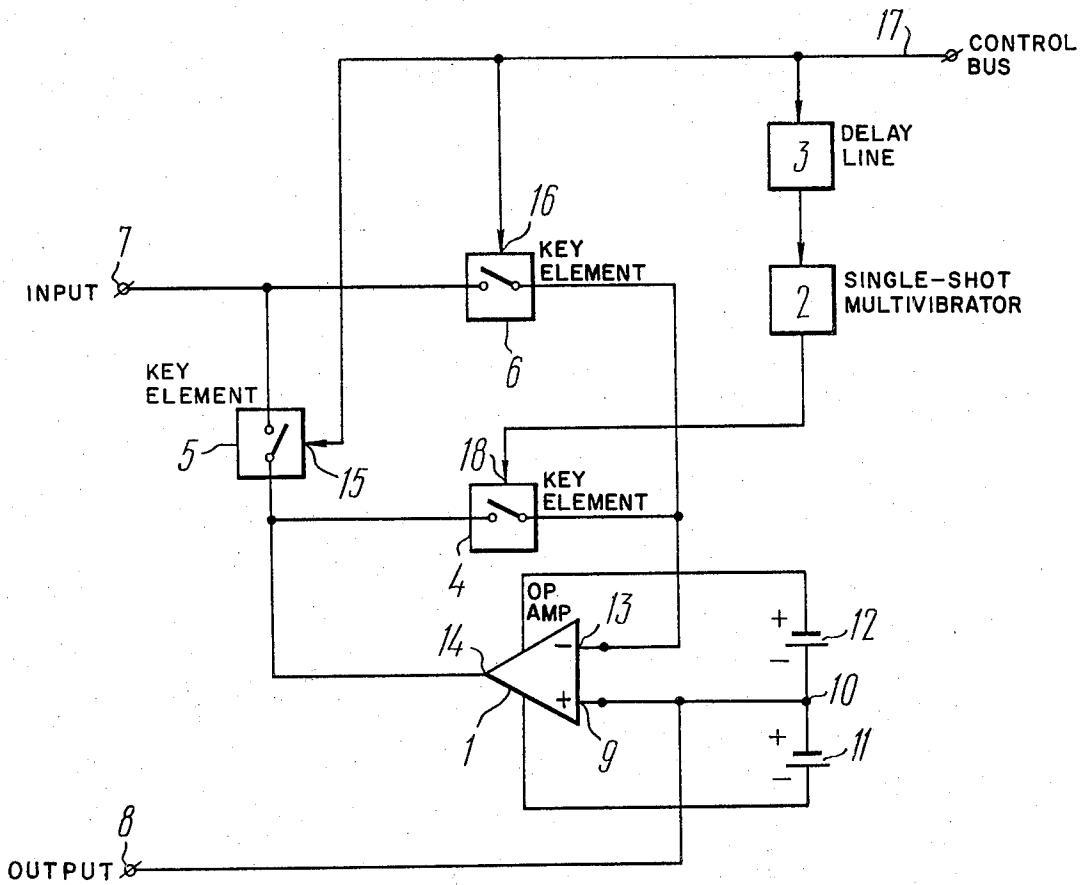 17
CONTROL
BUS
3
DELAY
LINE
16
7
KEY
ELEMENT
INPUT
2
SINGLE-SHOT
MULTIVIBRATOR
6
KEY
ELEMENT
5
15
18
KEY
ELEMENT
4
OP
AMP
13
+
12
14
−
−
10
+
1
9
+
11
−
8
OUTPUT